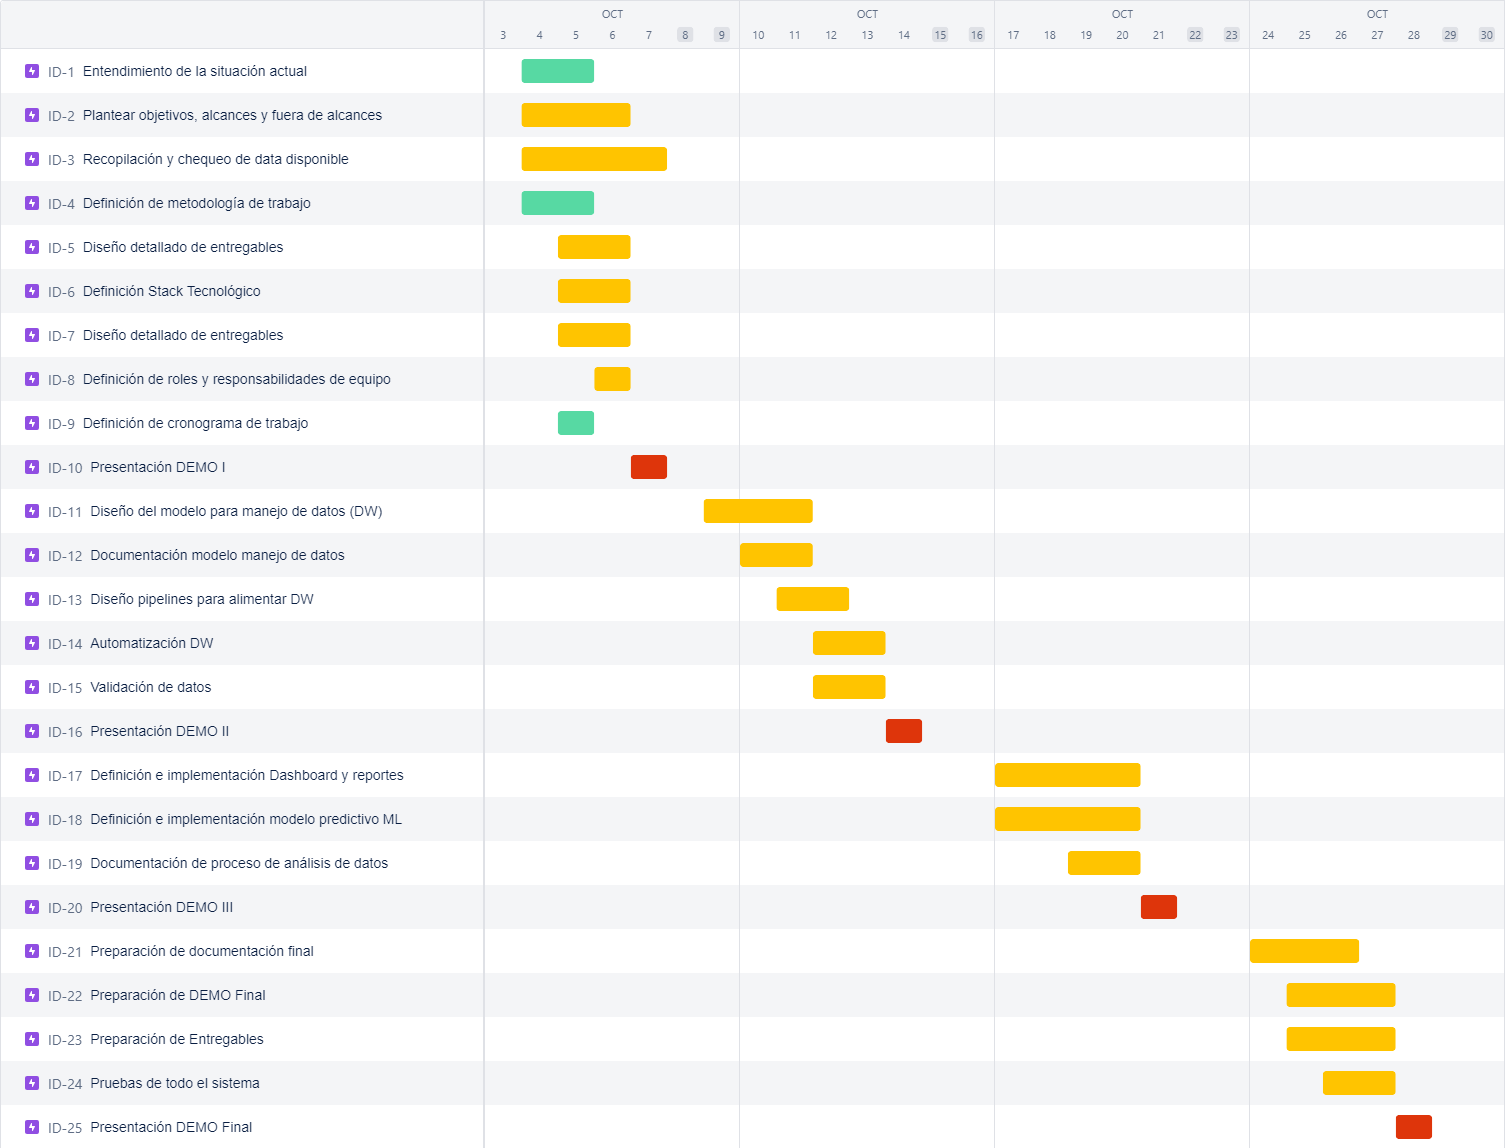 OCT OCT OCT OCT
3 4 5 6 7 8 9 10 11 12 13 14 15 16 17 18 19 20 21 22 23 24 25 26 27 28 29 30
ID-1 Entendimiento de la situación actual
ID-2 Plantear objetivos, alcances y fuera de alcances
ID-3 Recopilación y chequeo de data disponible
ID-4 Definición de metodología de trabajo
ID-5 Diseño detallado de entregables
ID-6 Definición Stack Tecnológico
ID-7 Diseño detallado de entregables
ID-8 Definición de roles y responsabilidades de equipo
ID-9 Definición de cronograma de trabajo
ID-10 Presentación DEMO I
ID-11 Diseño del modelo para manejo de datos (DW)
ID-12 Documentación modelo manejo de datos
ID-13 Diseño pipelines para alimentar DW
ID-14 Automatización DW
ID-15 Validación de datos
ID-16 Presentación DEMO II
ID-17 Definición e implementación Dashboard y reportes
ID-18 Definición e implementación modelo predictivo ML
ID-19 Documentación de proceso de análisis de datos
ID-20 Presentación DEMO III
ID-21 Preparación de documentación final
ID-22 Preparación de DEMO Final
ID-23 Preparación de Entregables
ID-24 Pruebas de todo el sistema
ID-25 Presentación DEMO Final